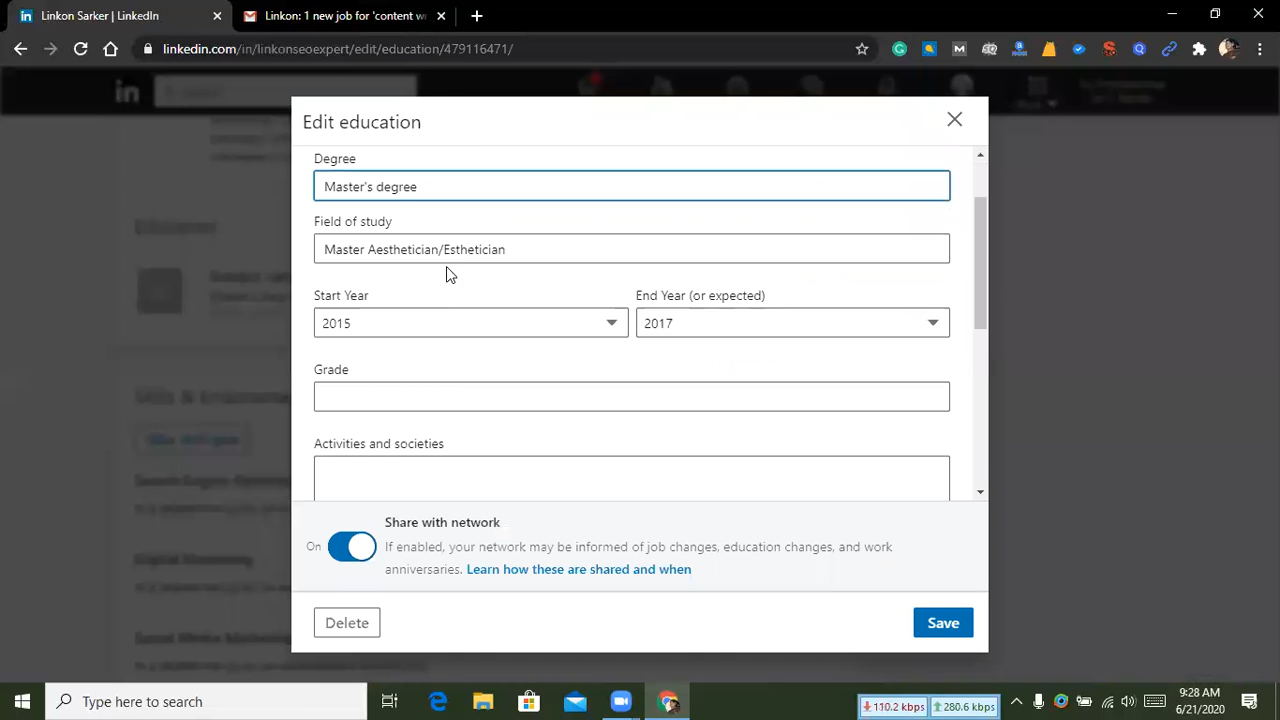 Linkon Sarker | LinkedIn
Linkon: 1 new job for 'content w
linkedin.com/in/linkonseoexpert/edit/education/479116471/
in
Edit education
Degree
Master's degree
Field of study
Master Aesthetician/Esthetician
Start Year
End Year (or expected)
2015
2017
Grade
Activities and societies
Share with network
On
If enabled, your network may be informed of job changes, education changes, and work
anniversaries. Learn how these are shared and when
Delete
Save
Type here to search
110.2 kbps
280.6 kbps
9:28 AM
6/21/2020